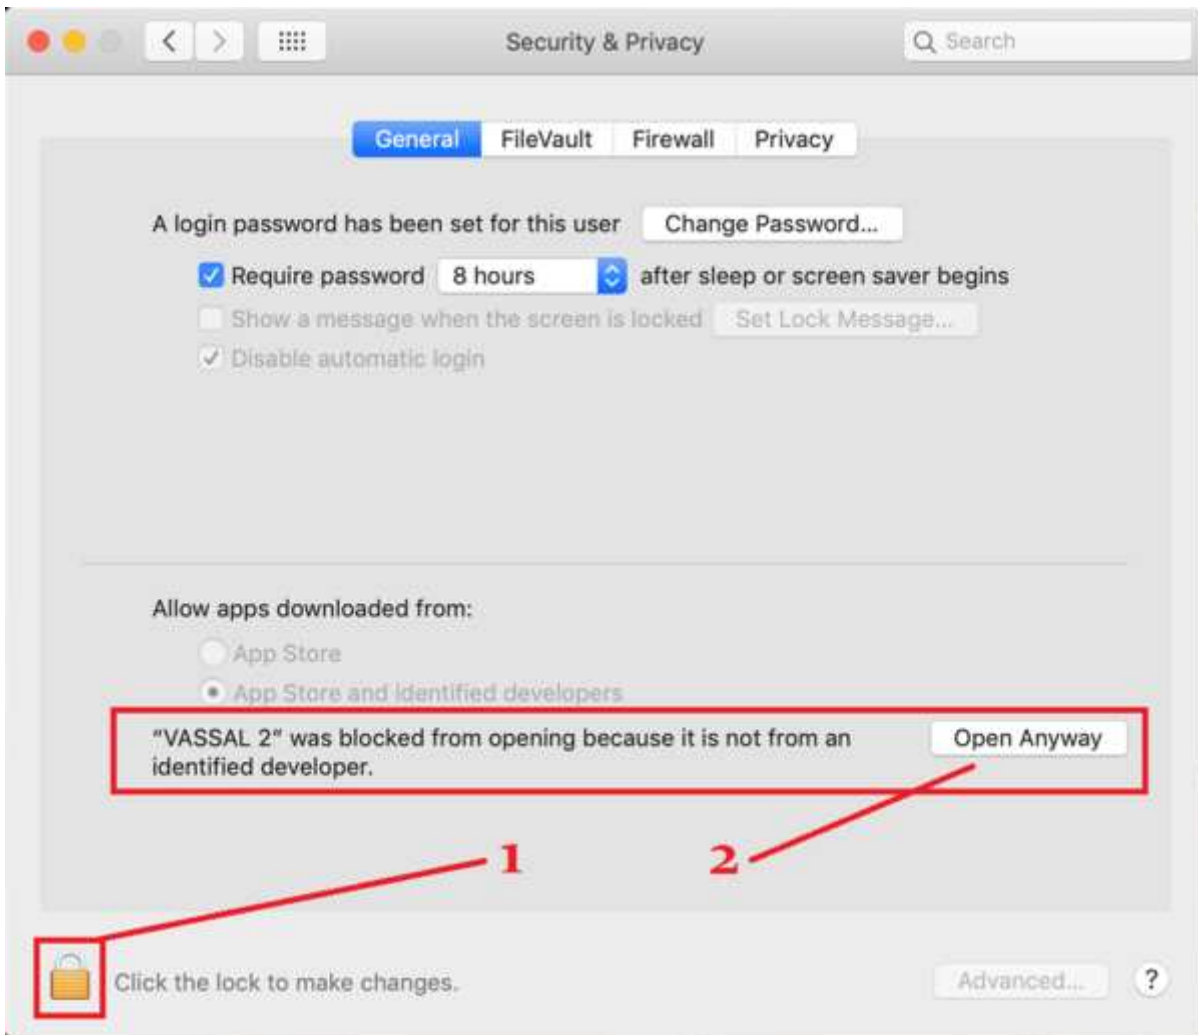 Security & Privacy
Search
General FileVault Firewall Privacy
A login password has been set for this user Change Password...
Require password 8 hours after sleep or screen saver begins
Show a message when the screen is locked Set Lock Message...
Disable automatic login
Allow apps downloaded from:
App Store
App Store and identified developers
“VASSAL 2” was blocked from opening because it is not from an Open Anyway
identified developer.
1 2
Click the lock to make changes. Advanced... ?